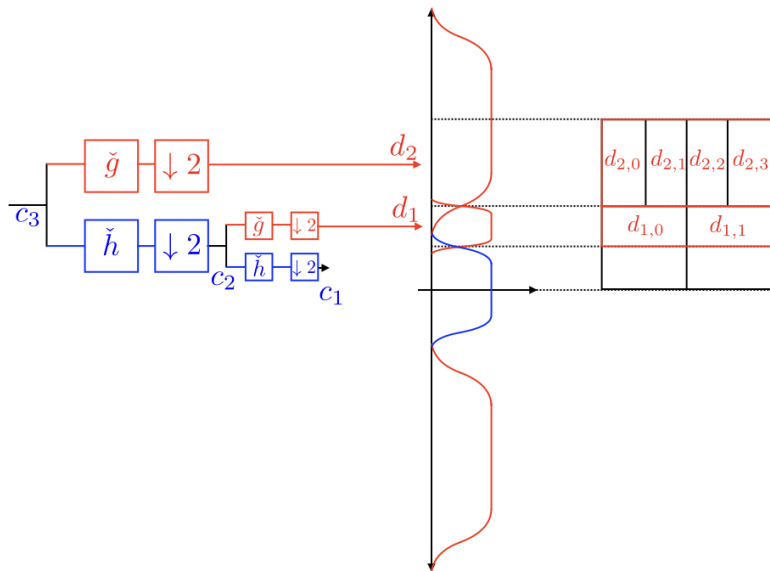 ǧ ↓ 2 d₂ d₂,₀ d₂,₁ d₂,₂ d₂,₃
c₃ ȟ ↓ 2 ǧ ↓ 2 d₁ d₁,₀ d₁,₁
c₂ ȟ ↓ 2 c₁